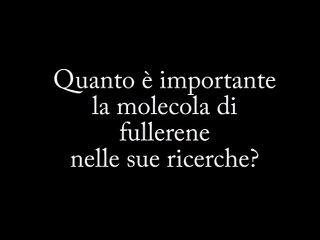 Quanto è importante
la molecola di
fullerene
nelle sue ricerche?